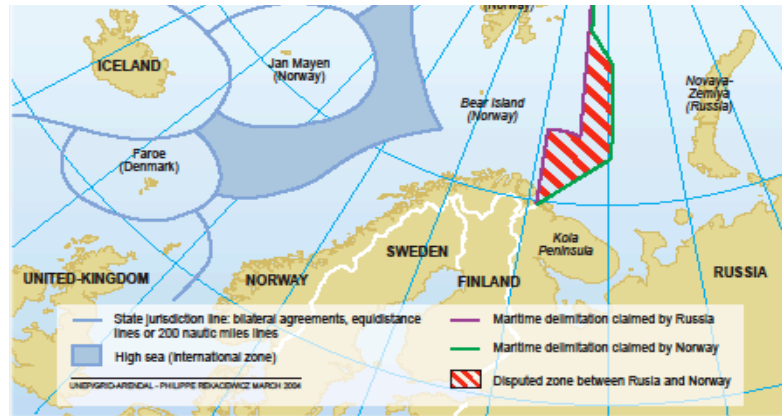 (Norway)
ICELAND
Jan Mayen
(Norway)
Novaya-
Zemlya
(Russia)
Bear Island
(Norway)
Faroe
(Denmark)
Kola
Peninsula
SWEDEN
UNITED-KINGDOM
NORWAY
FINLAND
RUSSIA
State jurisdiction line: bilateral agreements, equidistance
lines or 200 nautic miles lines
High sea (international zone)
UNEP/GRID-ARENDAL - PHILIPPE REKACEWICZ MARCH 2004
Maritime delimitation claimed by Russia
Maritime delimitation claimed by Norway
Disputed zone between Rusia and Norway